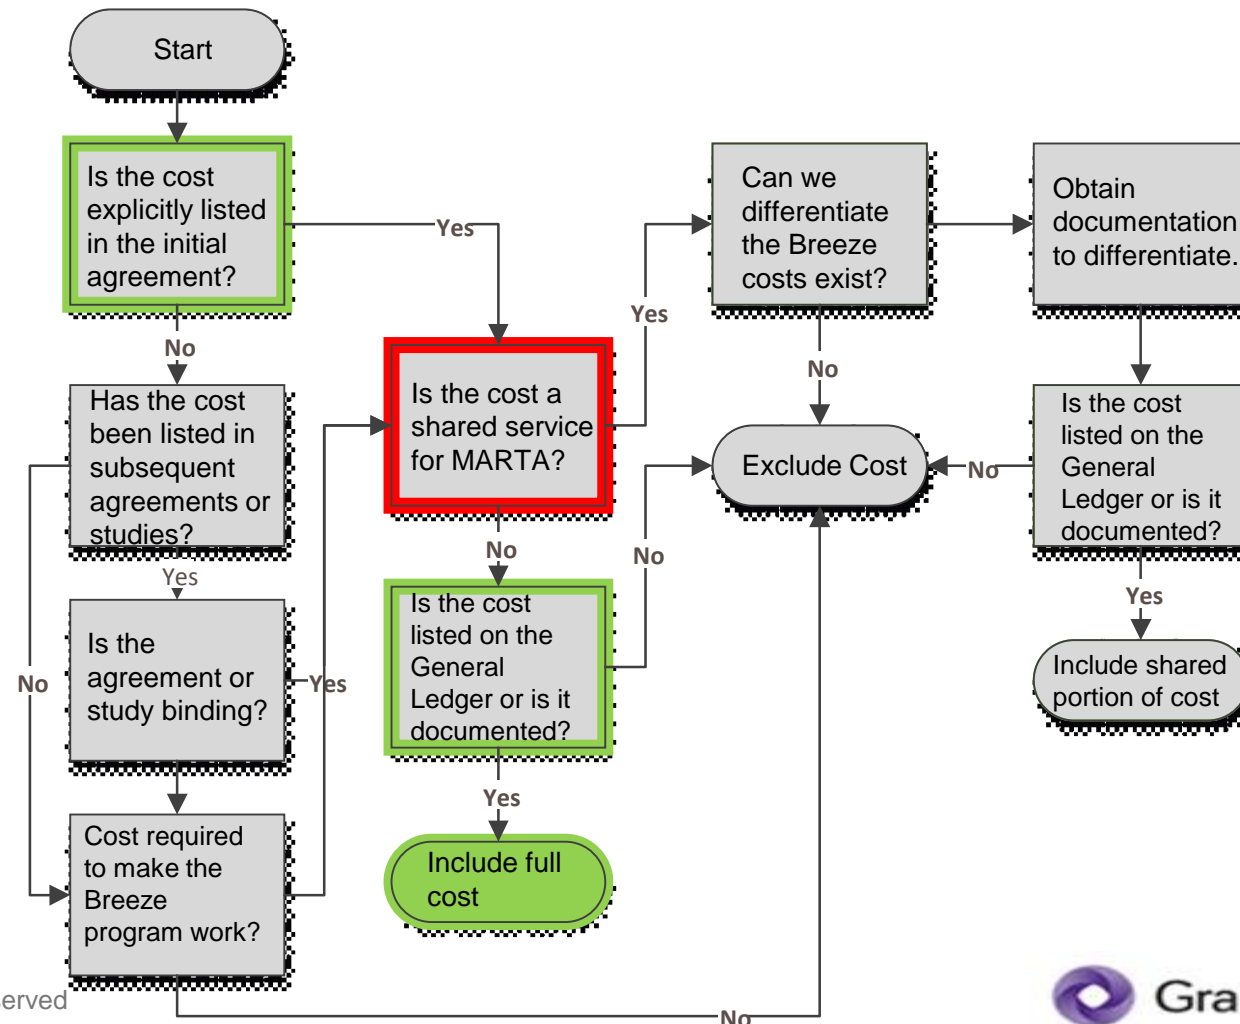 Start
Is the cost
explicitly listed
in the initial
agreement?
Yes
No
Has the cost
been listed in
subsequent
agreements or
studies?
Yes
No
Is the
agreement or
study binding?
Yes
Cost required
to make the
Breeze
program work?
No
Is the cost a
shared service
for MARTA?
Yes
No
Is the cost
listed on the
General
Ledger or is it
documented?
No
Yes
Include full
cost
Can we
differentiate
the Breeze
costs exist?
No
Exclude Cost
Obtain
documentation
to differentiate.
Is the cost
listed on the
General
Ledger or is it
documented?
No
Yes
Include shared
portion of cost
served
Gra